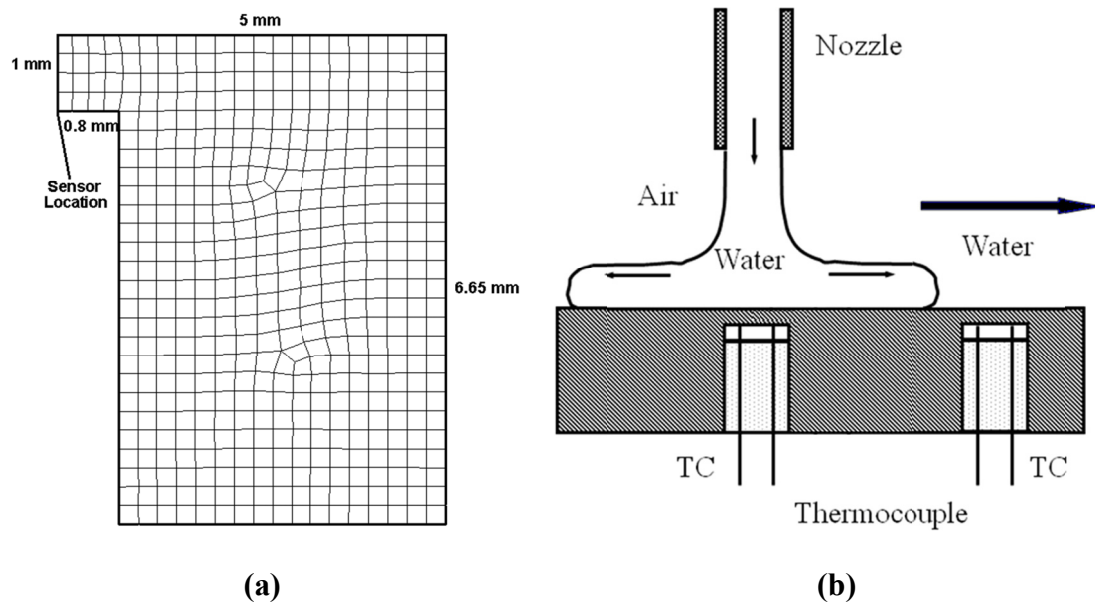 5 mm
1 mm
0.8 mm
Sensor
Location
6.65 mm
(a)
Nozzle
Air
Water
Water
TC
TC
Thermocouple
(b)